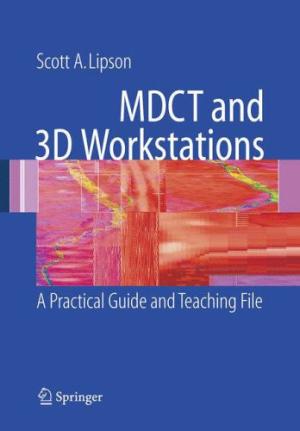 Scott A. Lipson
MDCT and
3D Workstations
A Practical Guide and Teaching File
Springer